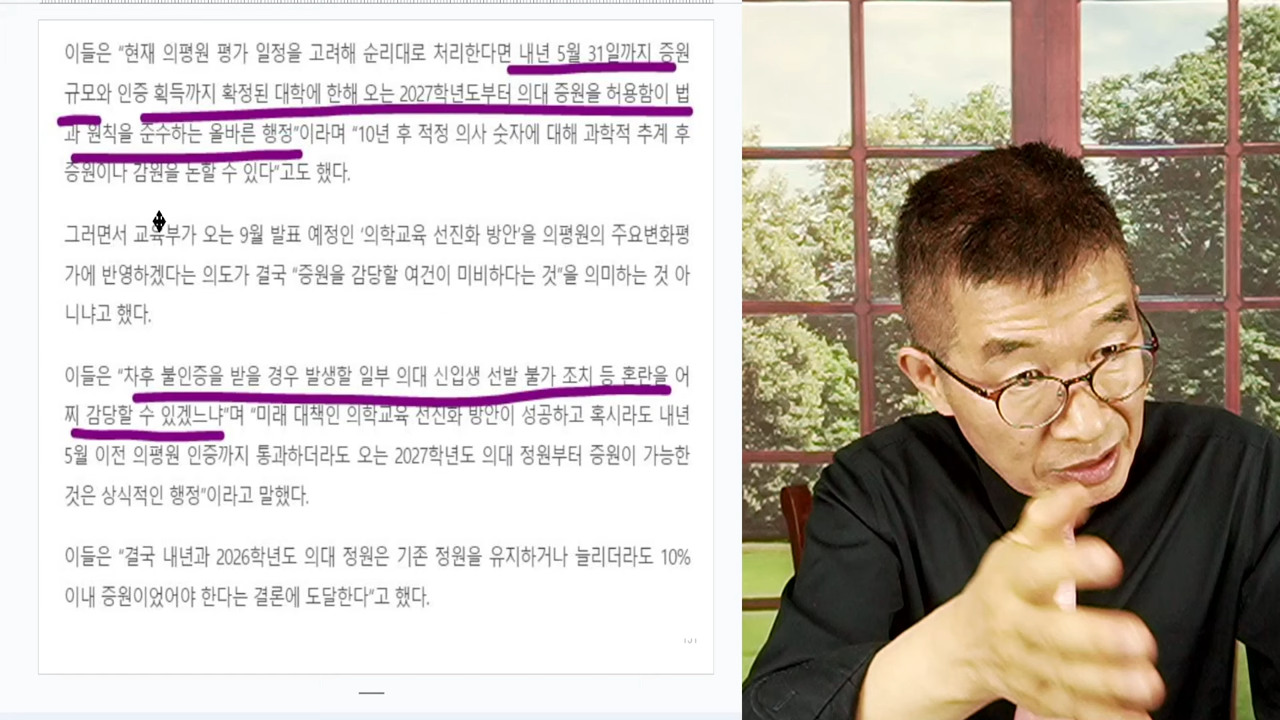 이들은 “현재 의평원 평가 일정을 고려해 순리대로 처리한다면 내년 5월 31일까지 증원
규모와 인증 획득까지 확정된 대학에 한해 오는 2027학년도부터 의대 증원을 허용함이 법
과 원칙을 준수하는 올바른 행정”이라며 “10년 후 적정 의사 숫자에 대해 과학적 추계 후
증원이나 감원을 논할 수 있다”고도 했다.
그러면서 교육부가 오는 9월 발표 예정인 ‘의학교육 선진화 방안’을 의평원의 주요변화평
가에 반영하겠다는 의도가 결국 “증원을 감당할 여건이 미비하다는 것”을 의미하는 것 아
니냐고 했다.
이들은 “차후 불인증을 받을 경우 발생할 일부 의대 신입생 선발 불가 조치 등 혼란을 어
찌 감당할 수 있겠느냐”며 “미래 대책인 의학교육 선진화 방안이 성공하고 혹시라도 내년
5월 이전 의평원 인증까지 통과하더라도 오는 2027학년도 의대 정원부터 증원이 가능한
것은 상식적인 행정”이라고 말했다.
이들은 “결국 내년과 2026학년도 의대 정원은 기존 정원을 유지하거나 늘리더라도 10%
이내 증원이었어야 한다는 결론에 도달한다”고 했다.